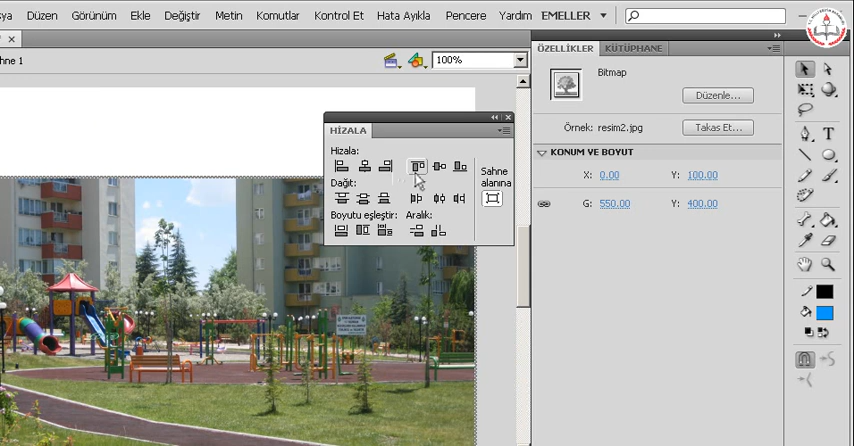 sya Düzen Görünüm Ekle Değiştir Metin Komutlar Kontrol Et Hata Ayıkla Pencere Yardım EMELLER
hne 1
100%
ÖZELLİKLER KÜTÜPHANE
Bitmap
Düzenle...
Örnek: resim2.jpg Takas Et...
KONUM VE BOYUT
X: 0.00 Y: 100.00
G: 550.00 Y: 400.00
HİZALA
Hizala:
Dağıt:
Boyutu eşleştir: Aralık:
Sahne
alanına
T